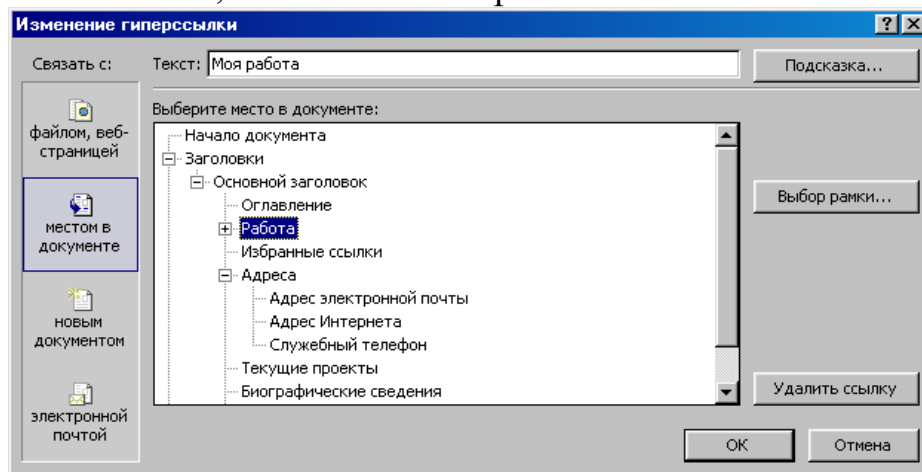 Изменение гиперссылки
Связать с:
Текст: Моя работа
Подсказка...
файлом, веб-
страницей
местом в
документе
новым
документом
электронной
почтой
Выберите место в документе:
Начало документа
Заголовки
Основной заголовок
Оглавление
Работа
Избранные ссылки
Адреса
Адрес электронной почты
Адрес Интернета
Служебный телефон
Текущие проекты
Биографические сведения
Выбор рамки...
Удалить ссылку
ОК
Отмена